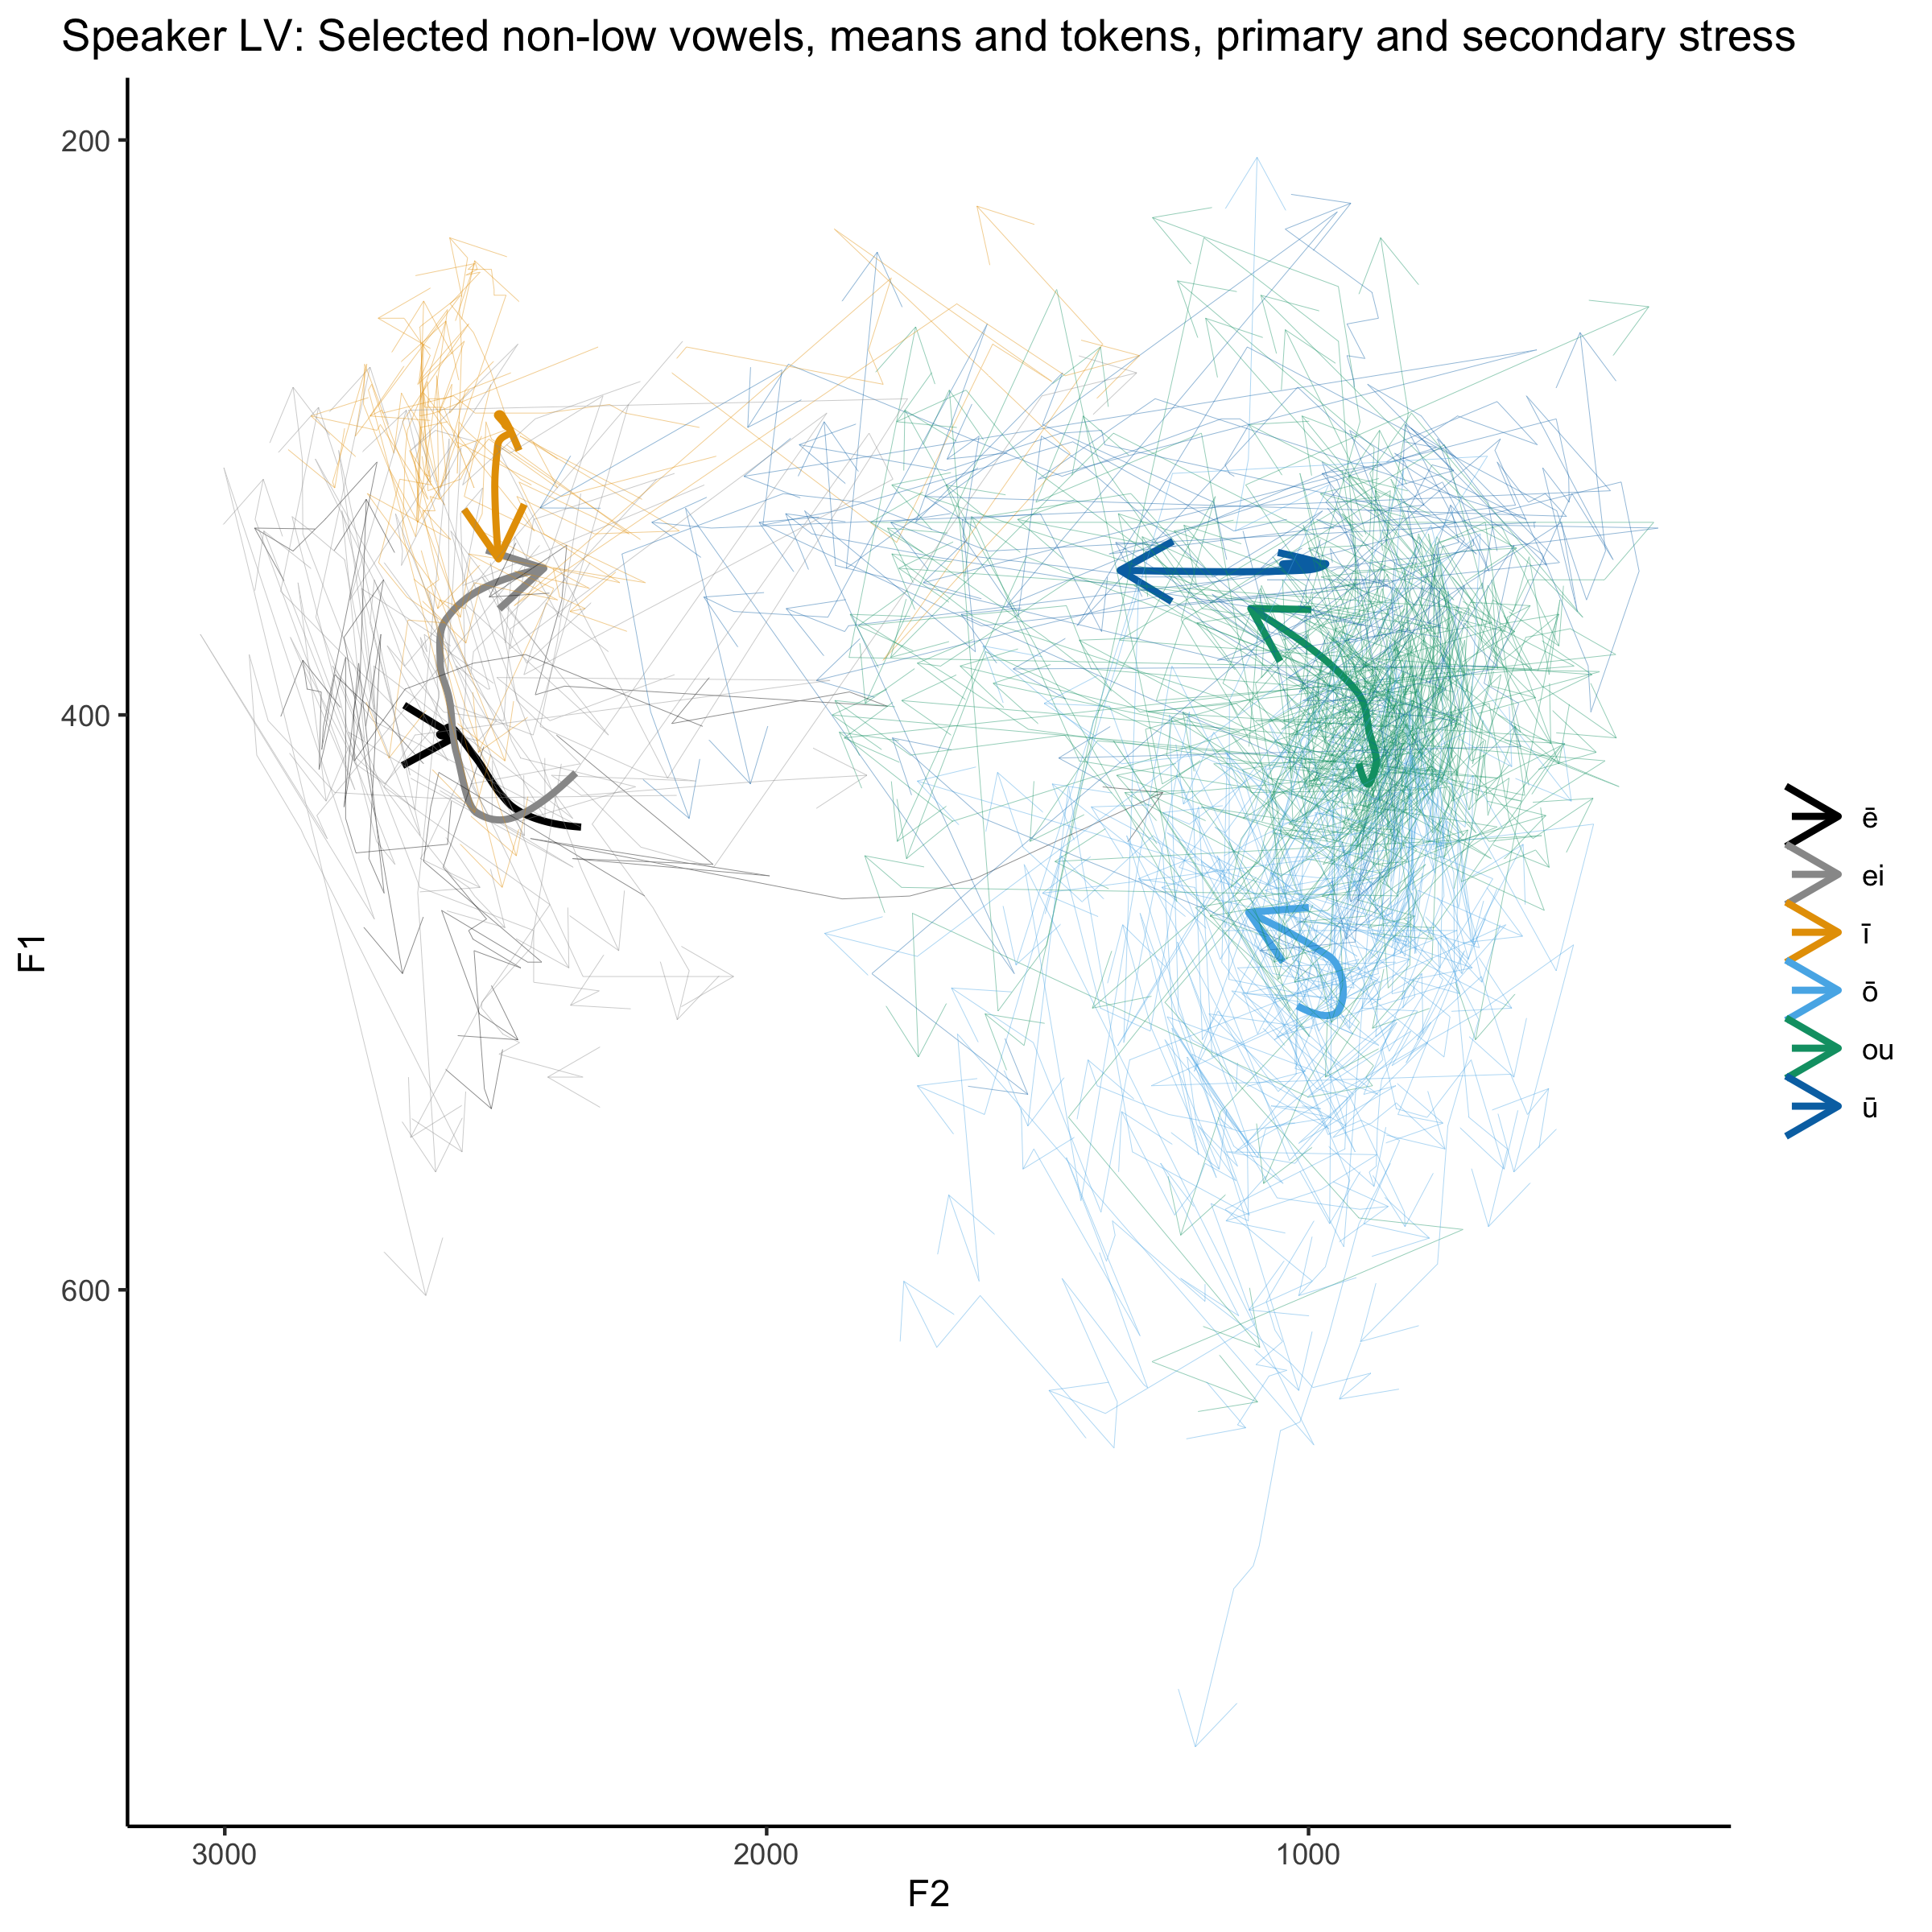 Speaker LV: Selected non-low vowels, means and tokens, primary and secondary stress
200
400
600
F1
3000
2000
1000
F2
ē
ei
ī
ō
ou
ū